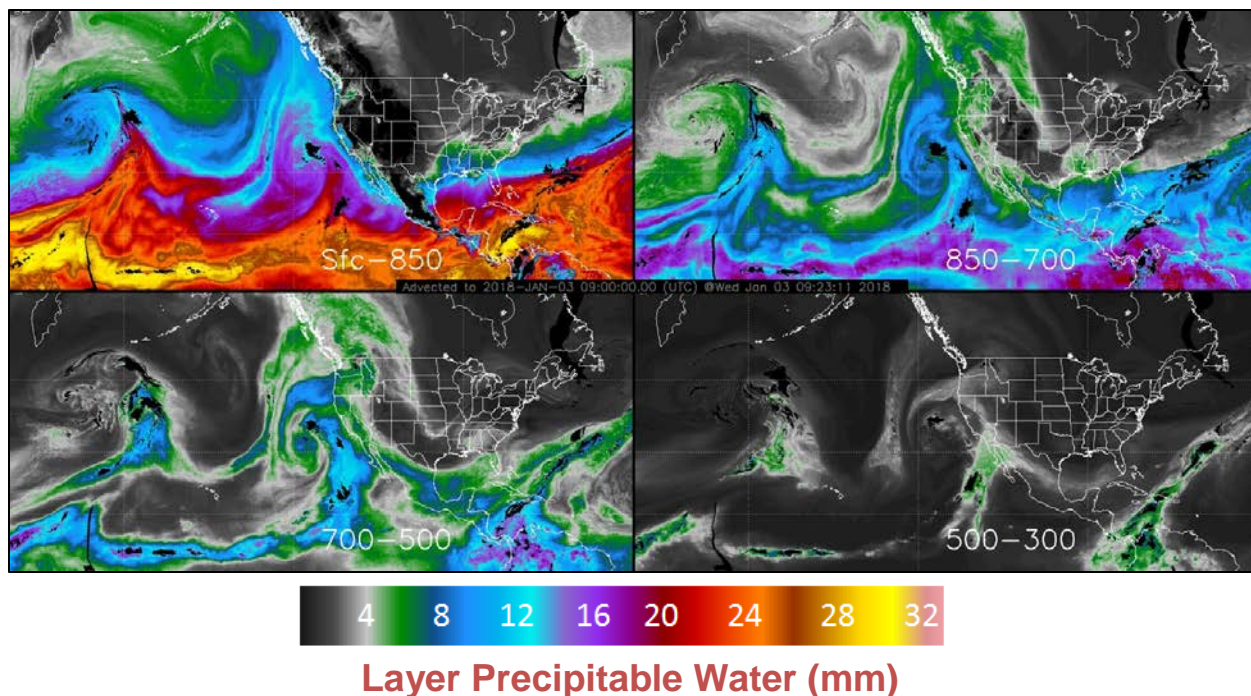 Sfc-850
850-700
Advected to 2018-JAN-03 09:00:00.00 (UTC) @Wed Jan 03 09:23:11 2018
700-500
500-300
4 8 12 16 20 24 28 32
Layer Precipitable Water (mm)